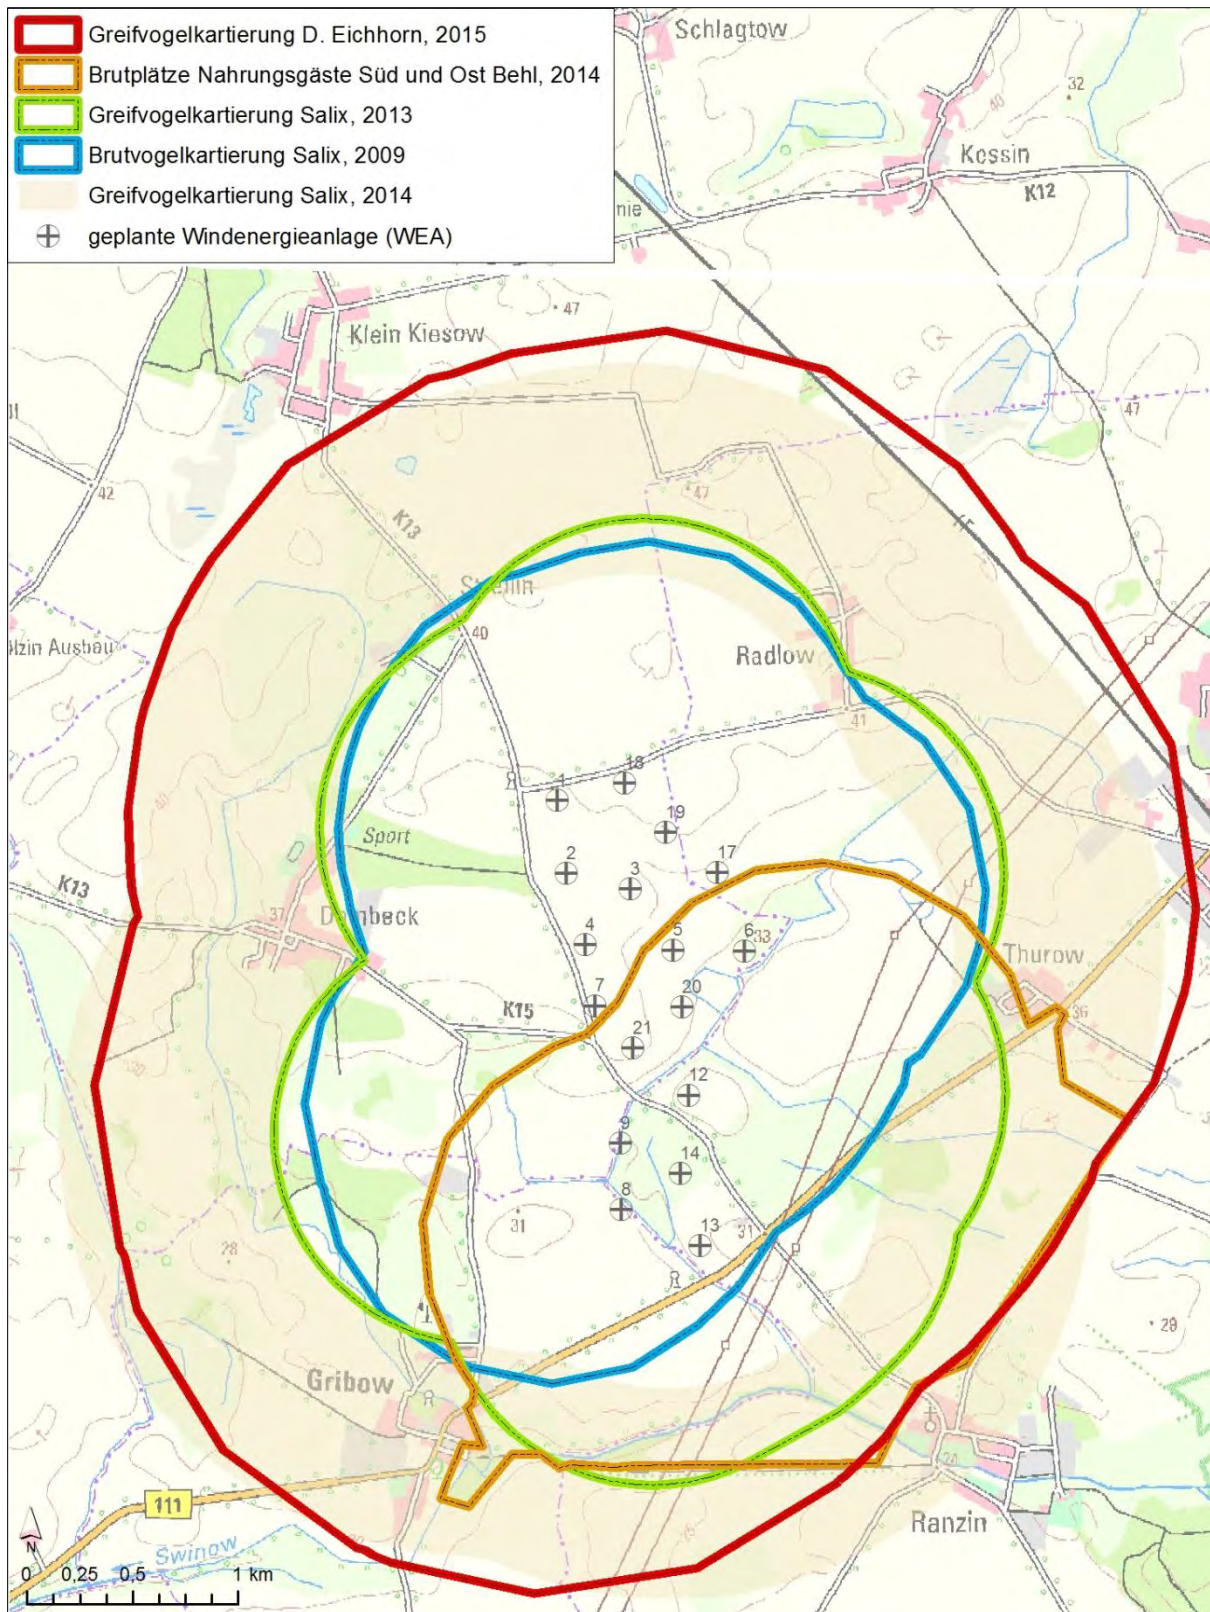 Greifvogelkartierung D. Eichhorn, 2015
Brutplätze Nahrungsgäste Süd und Ost Behl, 2014
Greifvogelkartierung Salix, 2013
Brutvogelkartierung Salix, 2009
Greifvogelkartierung Salix, 2014
geplante Windenergieanlage (WEA)
Schlagtow
32
40
Kessin
K12
nie
47
Klein Kiesow
47
42
47
K13
40
lzin Ausbau
Radlow
41
40
18
1
19
Sport
2
3
17
K13
37
4
5
6
33
Thurow
7
20
K15
36
21
12
9
14
8
31
13
31
28
29
Gribow
24
111
Ranzin
Swinow
N
0 0,25 0,5 1 km